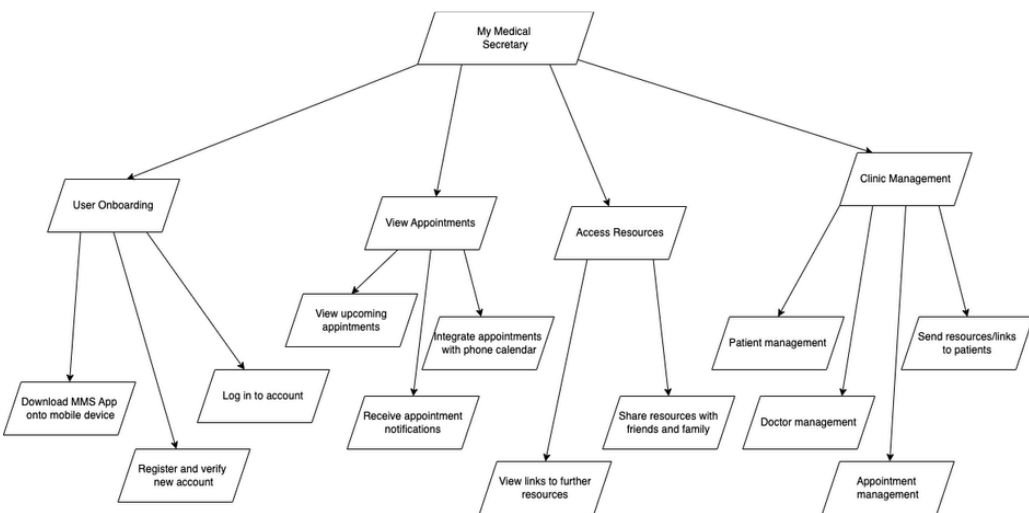 My Medical
Secretary
User Onboarding
View Appointments
Access Resources
Clinic Management
Download MMS App
onto mobile device
Register and verify
new account
Log in to account
View upcoming
appintments
Receive appointment
notifications
Integrate appointments
with phone calendar
View links to further
resources
Share resources with
friends and family
Patient management
Doctor management
Appointment
management
Send resources/links
to patients